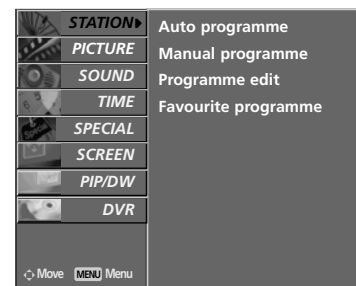 STATION
PICTURE
SOUND
TIME
SPECIAL
SCREEN
PIP/DW
DVR
Move MENU Menu
Auto programme
Manual programme
Programme edit
Favourite programme